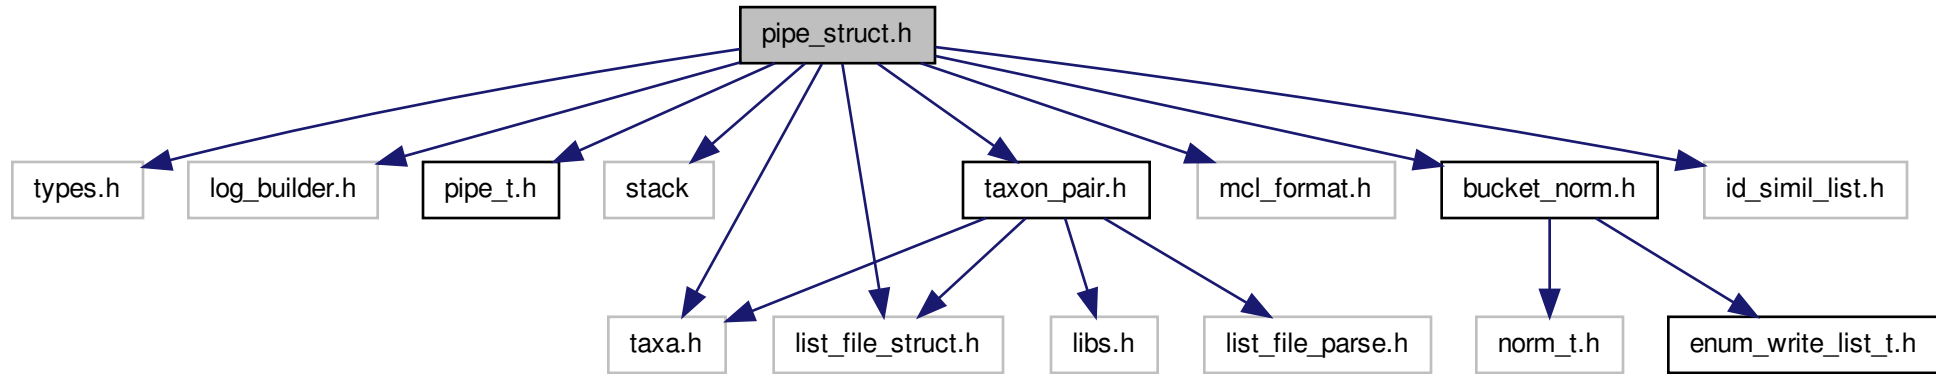 pipe_struct.h
types.h
log_builder.h
pipe_t.h
stack
taxon_pair.h
mcl_format.h
bucket_norm.h
id_simil_list.h
taxa.h
list_file_struct.h
libs.h
list_file_parse.h
norm_t.h
enum_write_list_t.h